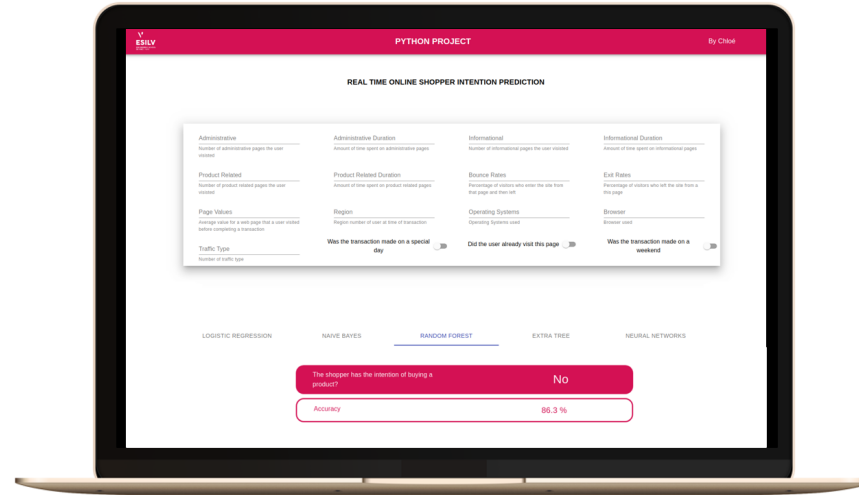 ESILV
PYTHON PROJECT
By Chloé
REAL TIME ONLINE SHOPPER INTENTION PREDICTION
Administrative
Number of administrative pages the user
visisted
Administrative Duration
Amount of time spent on administrative pages
Informational
Number of informational pages the user visisted
Informational Duration
Amount of time spent on informational pages
Product Related
Number of product related pages the user
visisted
Product Related Duration
Amount of time spent on product related pages
Bounce Rates
Percentage of visitors who enter the site from
that page and then left
Exit Rates
Percentage of visitors who left the site from a
this page
Page Values
Average value for a web page that a user visited
before completing a transaction
Region
Region number of user at time of transaction
Operating Systems
Operating Systems used
Browser
Browser used
Traffic Type
Number of traffic type
Was the transaction made on a special
day
Did the user already visit this page
Was the transaction made on a
weekend
LOGISTIC REGRESSION
NAIVE BAYES
RANDOM FOREST
EXTRA TREE
NEURAL NETWORKS
The shopper has the intention of buying a
product?
No
Accuracy
86.3 %